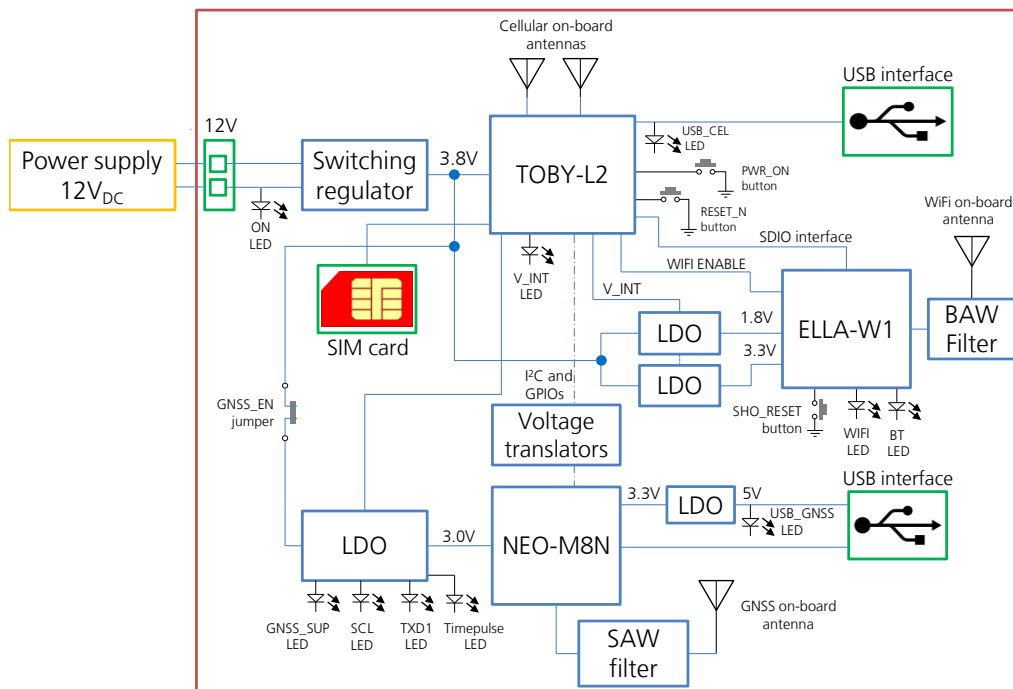 Cellular on-board
antennas
USB interface
12V
Power supply
12VDC
Switching
regulator
3.8V
TOBY-L2
USB_CEL
LED
PWR_ON
button
RESET_N
button
WiFi on-board
antenna
ON
LED
V_INT
LED
SDIO interface
WIFI ENABLE
V_INT
SIM card
LDO
1.8V
ELLA-W1
BAW
Filter
LDO
3.3V
I²C and
GPIOs
GNSS_EN
jumper
Voltage
translators
SHO_RESET
button
WIFI
LED
BT
LED
USB interface
3.3V
LDO
5V
USB_GNSS
LED
LDO
3.0V
NEO-M8N
GNSS_SUP
LED
SCL
LED
TXD1
LED
Timepulse
LED
GNSS on-board
antenna
SAW
filter